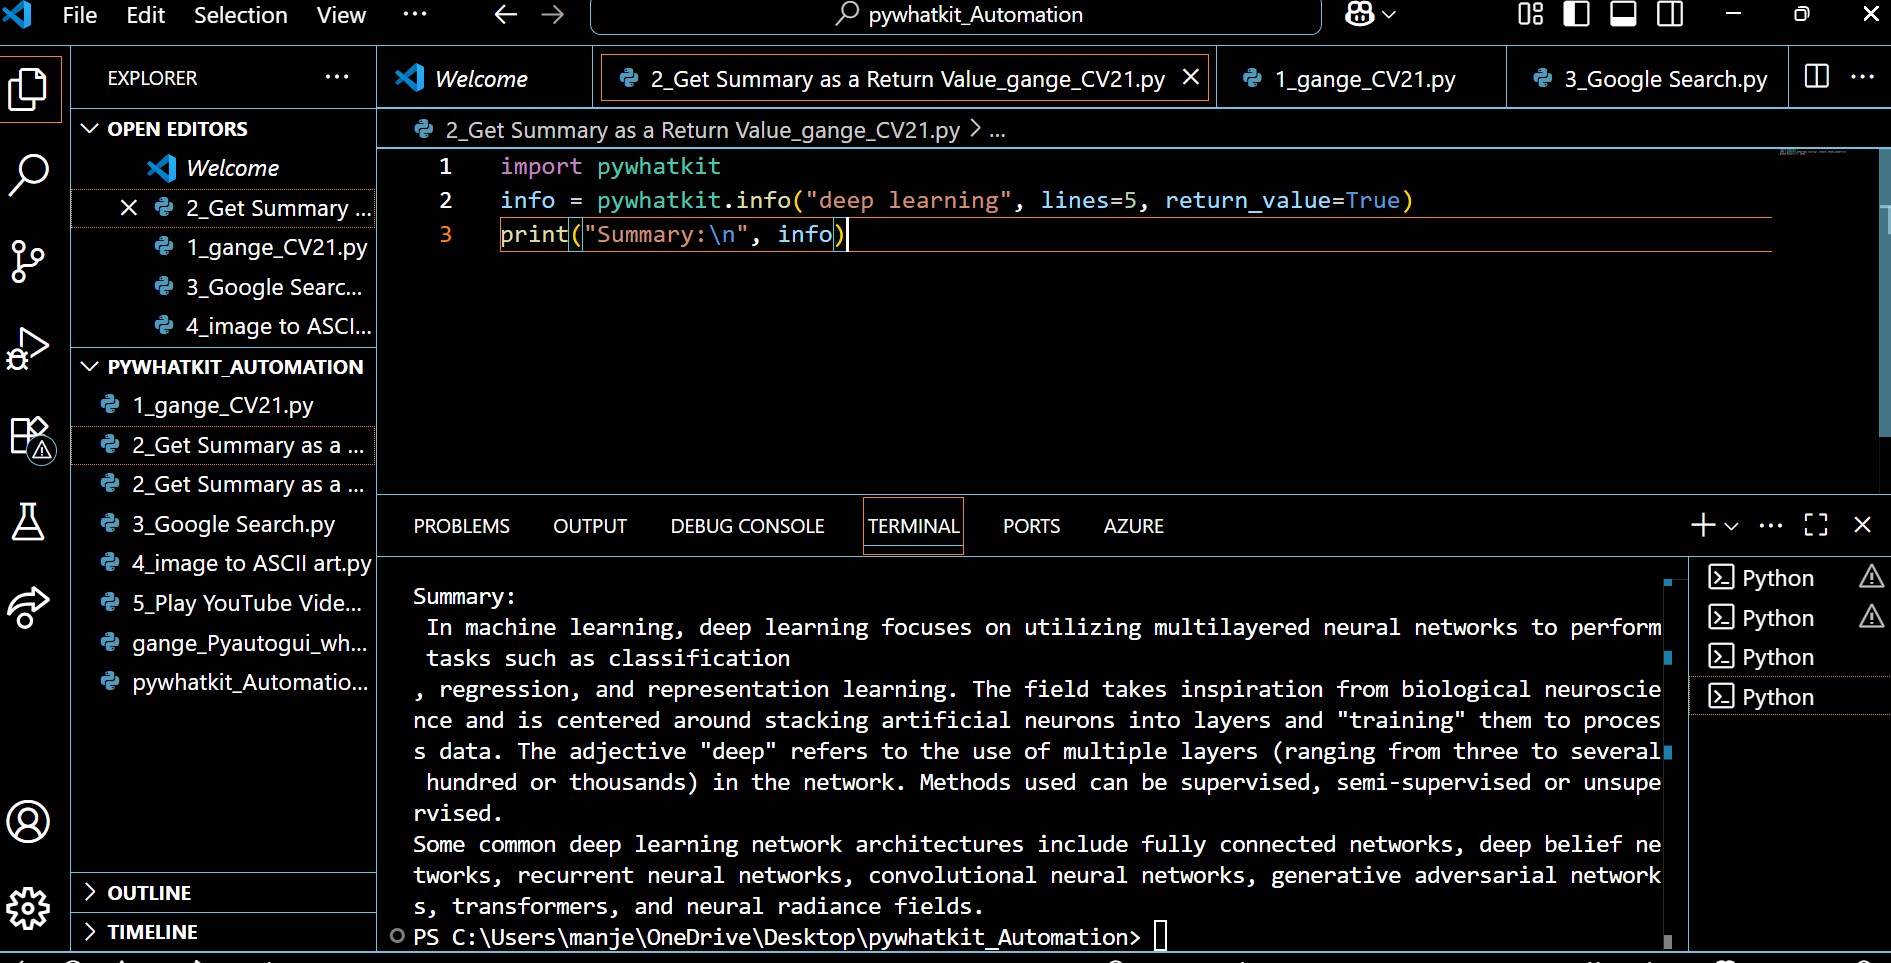 File Edit Selection View ··· pywhatkit_Automation
EXPLORER ···
Welcome
2_Get Summary as a Return Value_gange_CV21.py
1_gange_CV21.py
3_Google Search.py
OPEN EDITORS
Welcome
2_Get Summary ...
1_gange_CV21.py
3_Google Searc...
4_image to ASCI...
PYWHATKIT_AUTOMATION
1_gange_CV21.py
2_Get Summary as a ...
2_Get Summary as a ...
3_Google Search.py
4_image to ASCII art.py
5_Play YouTube Vide...
gange_Pyautogui_wh...
pywhatkit_Automatio...
OUTLINE
TIMELINE
2_Get Summary as a Return Value_gange_CV21.py > ...
1 import pywhatkit
2 info = pywhatkit.info("deep learning", lines=5, return_value=True)
3 print("Summary:\n", info)
PROBLEMS OUTPUT DEBUG CONSOLE TERMINAL PORTS AZURE
Summary:
In machine learning, deep learning focuses on utilizing multilayered neural networks to perform
tasks such as classification
, regression, and representation learning. The field takes inspiration from biological neuroscie
nce and is centered around stacking artificial neurons into layers and "training" them to proces
s data. The adjective "deep" refers to the use of multiple layers (ranging from three to several
hundred or thousands) in the network. Methods used can be supervised, semi-supervised or unsupe
rvised.
Some common deep learning network architectures include fully connected networks, deep belief ne
tworks, recurrent neural networks, convolutional neural networks, generative adversarial network
s, transformers, and neural radiance fields.
PS C:\Users\manje\OneDrive\Desktop\pywhatkit_Automation>
Python
Python
Python
Python